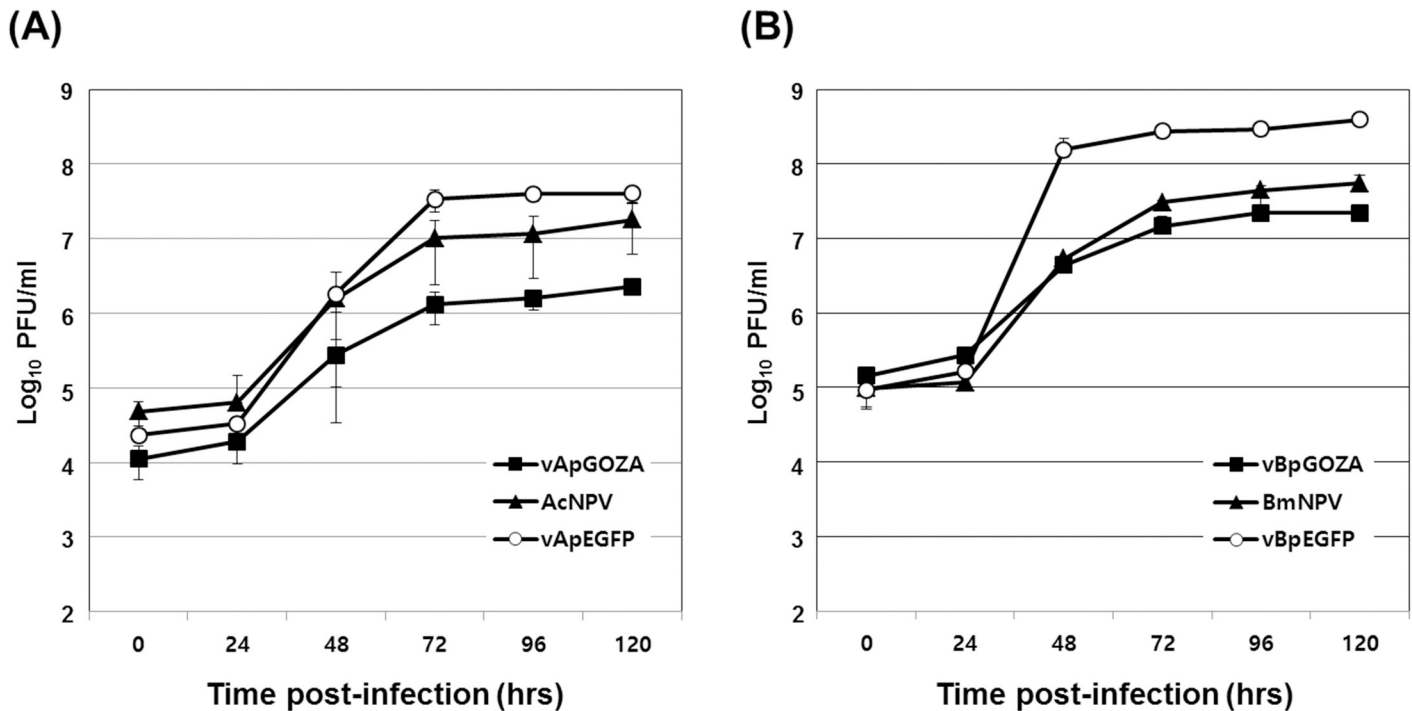 (A)
9
8
7
6
5
4
3
2
Log10 PFU/ml
vApGOZA
AcNPV
vApEGFP
0 24 48 72 96 120
Time post-infection (hrs)
(B)
9
8
7
6
5
4
3
2
Log10 PFU/ml
vBpGOZA
BmNPV
vBpEGFP
0 24 48 72 96 120
Time post-infection (hrs)